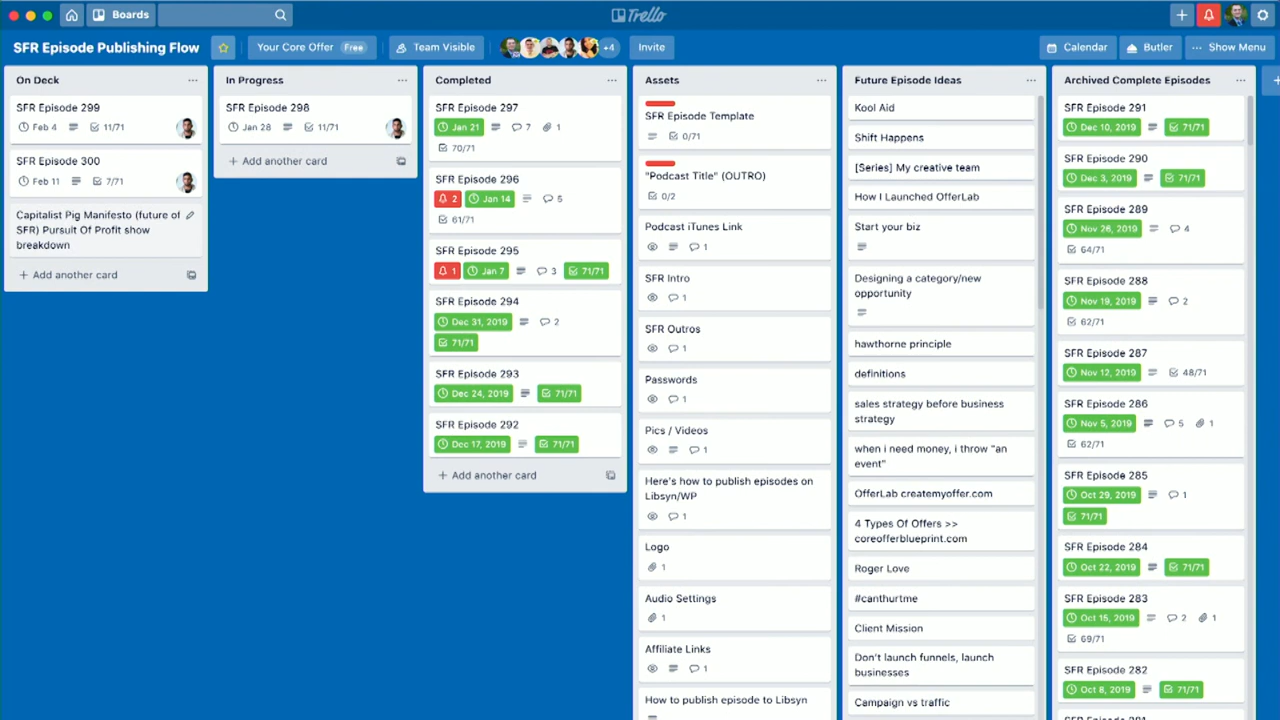 Boards
Trello
SFR Episode Publishing Flow
Your Core Offer Free
Team Visible
+4
Invite
Calendar
Butler
Show Menu
On Deck
SFR Episode 299
Feb 4 11/71
SFR Episode 300
Feb 11 7/71
Capitalist Pig Manifesto (future of
SFR) Pursuit Of Profit show
breakdown
+ Add another card
In Progress
SFR Episode 298
Jan 28 11/71
+ Add another card
Completed
SFR Episode 297
Jan 21 7 1
70/71
SFR Episode 296
2 Jan 14 5
61/71
SFR Episode 295
1 Jan 7 3 71/71
SFR Episode 294
Dec 31, 2019 2
71/71
SFR Episode 293
Dec 24, 2019 71/71
SFR Episode 292
Dec 17, 2019 71/71
+ Add another card
Assets
SFR Episode Template
0/71
"Podcast Title" (OUTRO)
0/2
Podcast iTunes Link
1
SFR Intro
1
SFR Outros
1
Passwords
1
Pics / Videos
1
Here's how to publish episodes on
Libsyn/WP
1
Logo
1
Audio Settings
1
Affiliate Links
1
How to publish episode to Libsyn
Future Episode Ideas
Kool Aid
Shift Happens
[Series] My creative team
How I Launched OfferLab
Start your biz
Designing a category/new
opportunity
hawthorne principle
definitions
sales strategy before business
strategy
when i need money, i throw "an
event"
OfferLab createmyoffer.com
4 Types Of Offers >>
coreofferblueprint.com
Roger Love
#canthurtme
Client Mission
Don't launch funnels, launch
businesses
Campaign vs traffic
Archived Complete Episodes
SFR Episode 291
Dec 10, 2019 71/71
SFR Episode 290
Dec 3, 2019 71/71
SFR Episode 289
Nov 26, 2019 4
64/71
SFR Episode 288
Nov 19, 2019 2
62/71
SFR Episode 287
Nov 12, 2019 48/71
SFR Episode 286
Nov 5, 2019 5 1
62/71
SFR Episode 285
Oct 29, 2019 1
71/71
SFR Episode 284
Oct 22, 2019 71/71
SFR Episode 283
Oct 15, 2019 2 1
69/71
SFR Episode 282
Oct 8, 2019 71/71